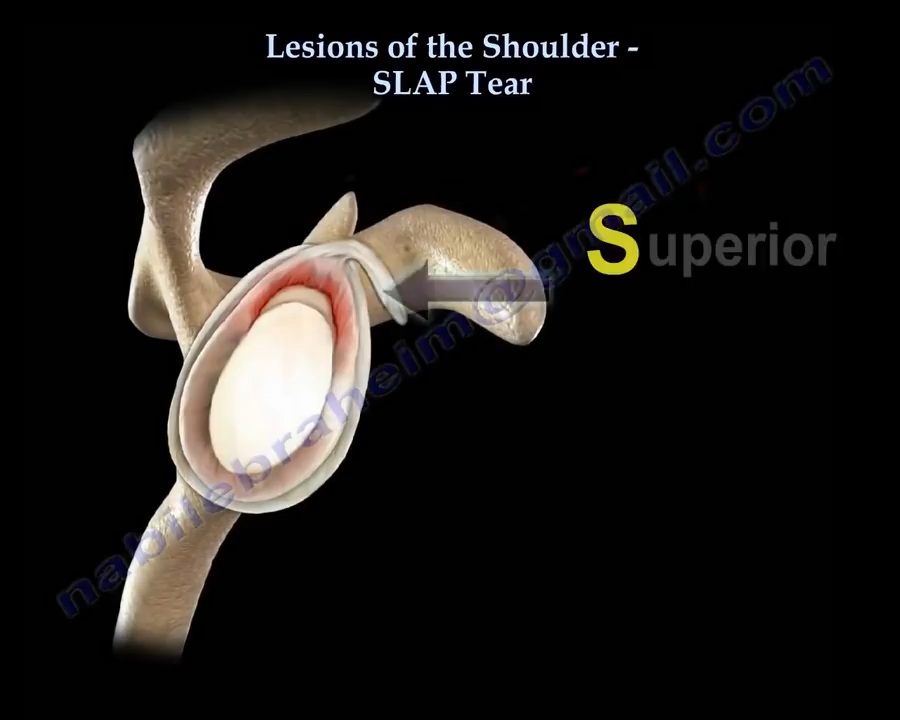 Lesions of the Shoulder -
SLAP Tear
Superior
nabilebraheim@gmail.com